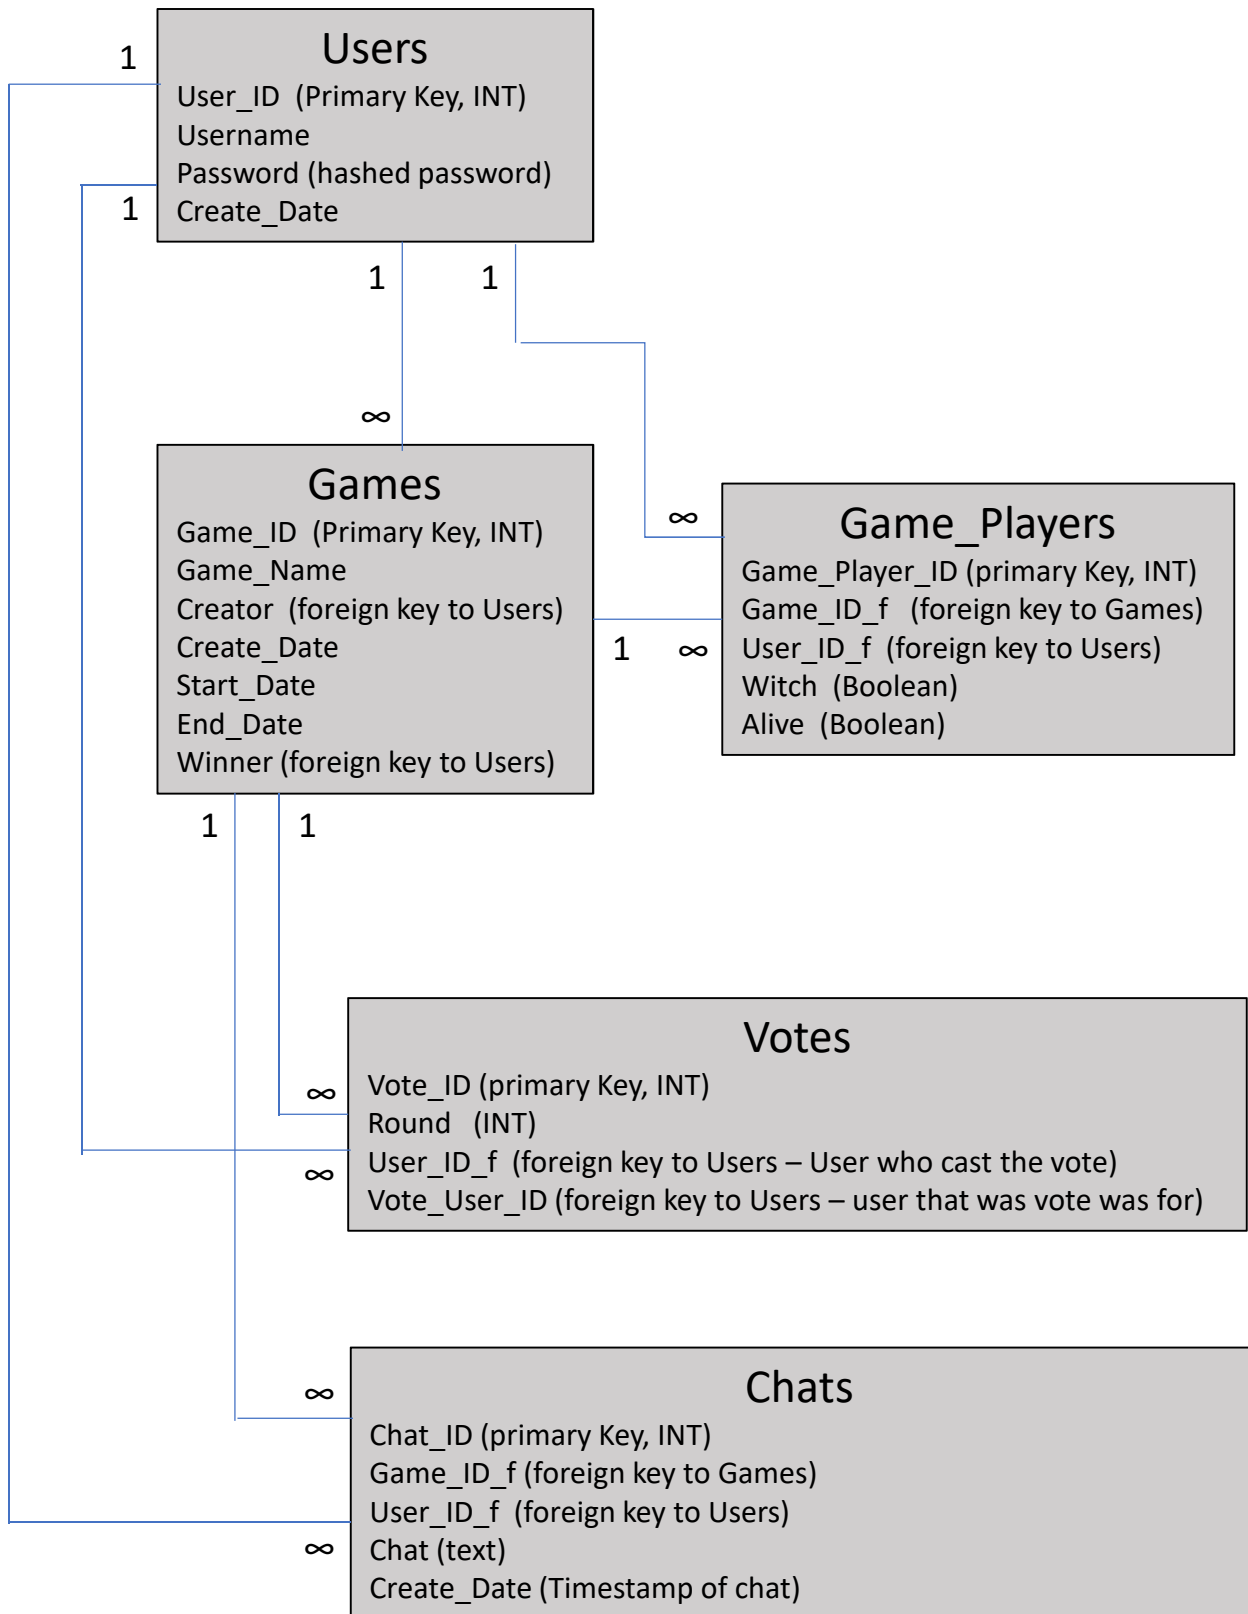 Users
1
User_ID  (Primary Key, INT)
Username
Password (hashed password)
1
Create_Date
1
1
∞
Games
Game_ID  (Primary Key, INT)
Game_Name
Creator  (foreign key to Users)
Create_Date
Start_Date
End_Date
Winner (foreign key to Users)
∞
Game_Players
Game_Player_ID (primary Key, INT)
Game_ID_f   (foreign key to Games)
User_ID_f  (foreign key to Users)
Witch (Boolean)
Alive  (Boolean)
1
∞
1
1
Votes
∞
Vote_ID (primary Key, INT)
Round   (INT)
User_ID_f  (foreign key to Users – User who cast the vote)
∞
Vote_User_ID (foreign key to Users – user that was vote was for)
Chats
∞
Chat_ID (primary Key, INT)
Game_ID_f (foreign key to Games)
User_ID_f  (foreign key to Users)
∞
Chat (text)
Create_Date (Timestamp of chat)